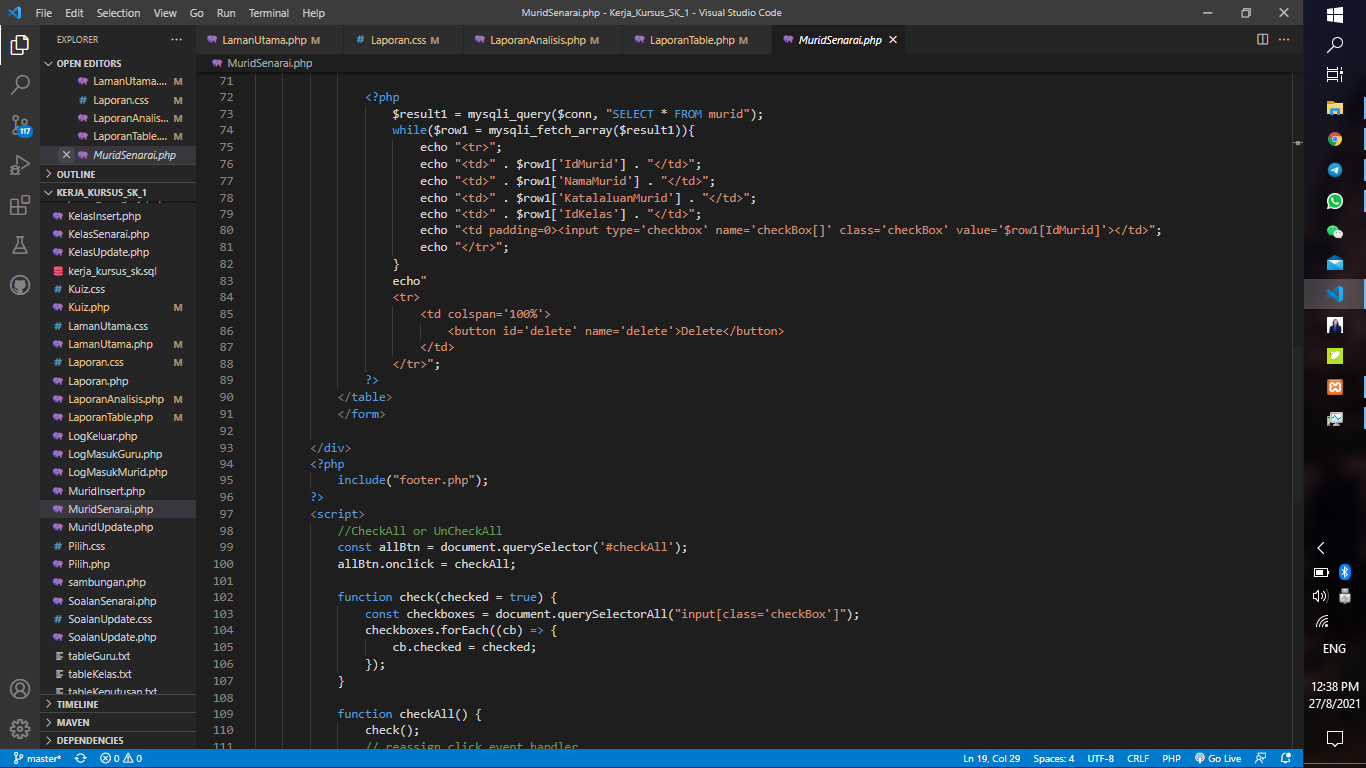 File Edit Selection View Go Run Terminal Help
MuridSenarai.php - Kerja_Kursus_SK_1 - Visual Studio Code
EXPLORER
OPEN EDITORS
LamanUtama.... M
Laporan.css M
LaporanAnalis... M
LaporanTable.... M
MuridSenarai.php
OUTLINE
KERJA_KURSUS_SK_1
KelasInsert.php
KelasSenarai.php
KelasUpdate.php
kerja_kursus_sk.sql
Kuiz.css
Kuiz.php M
LamanUtama.css
LamanUtama.php M
Laporan.css M
Laporan.php
LaporanAnalisis.php M
LaporanTable.php M
LogKeluar.php
LogMasukGuru.php
LogMasukMurid.php
MuridInsert.php
MuridSenarai.php
MuridUpdate.php
Pilih.css
Pilih.php
sambungan.php
SoalanSenarai.php
SoalanUpdate.css
SoalanUpdate.php
tableGuru.txt
tableKelas.txt
tableKeputusan.txt
TIMELINE
MAVEN
DEPENDENCIES
117
LamanUtama.php M
Laporan.css M
LaporanAnalisis.php M
LaporanTable.php M
MuridSenarai.php
MuridSenarai.php
71
72 <?php
73 $result1 = mysqli_query($conn, "SELECT * FROM murid");
74 while($row1 = mysqli_fetch_array($result1)){
75 echo "<tr>";
76 echo "<td>" . $row1['IdMurid'] . "</td>";
77 echo "<td>" . $row1['NamaMurid'] . "</td>";
78 echo "<td>" . $row1['KatalaluanMurid'] . "</td>";
79 echo "<td>" . $row1['IdKelas'] . "</td>";
80 echo "<td padding=0><input type='checkbox' name='checkBox[]' class='checkBox' value='$row1[IdMurid]'></td>";
81 echo "</tr>";
82 }
83 echo"
84 <tr>
85 <td colspan='100%'>
86 <button id='delete' name='delete'>Delete</button>
87 </td>
88 </tr>";
89 ?>
90 </table>
91 </form>
92
93 </div>
94 <?php
95 include("footer.php");
96 ?>
97 <script>
98 //CheckAll or UnCheckAll
99 const allBtn = document.querySelector('#checkAll');
100 allBtn.onclick = checkAll;
101
102 function check(checked = true) {
103 const checkboxes = document.querySelectorAll("input[class='checkBox']");
104 checkboxes.forEach((cb) => {
105 cb.checked = checked;
106 });
107 }
108
109 function checkAll() {
110 check();
111 // reassign click event handler
master*
0 0
Ln 19, Col 29 Spaces: 4 UTF-8 CRLF PHP Go Live
ENG
12:38 PM
27/8/2021